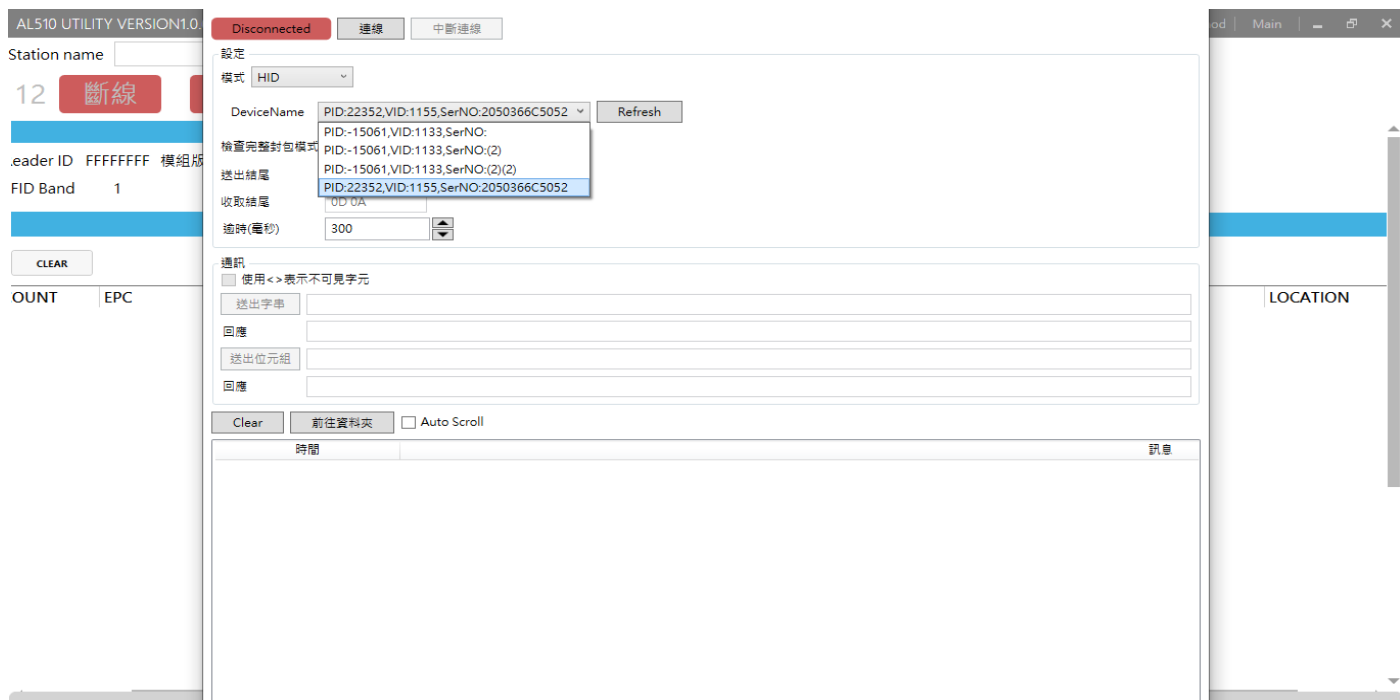 AL510 UTILITY VERSION1.0.
Disconnected 連線 中斷連線
od Main
Station name
設定
模式 HID
12 斷線
DeviceName PID:22352,VID:1155,SerNO:2050366C5052 Refresh
PID:-15061,VID:1133,SerNO:
檢查完整封包模式 PID:-15061,VID:1133,SerNO:(2)
eader ID FFFFFFFF 模組版
PID:-15061,VID:1133,SerNO:(2)(2)
送出結尾
FID Band 1
PID:22352,VID:1155,SerNO:2050366C5052
收取結尾 0D 0A
逾時(毫秒) 300
CLEAR
通訊
使用<>表示不可見字元
OUNT EPC LOCATION
送出字串
回應
送出位元組
回應
Clear 前往資料夾 Auto Scroll
時間 訊息